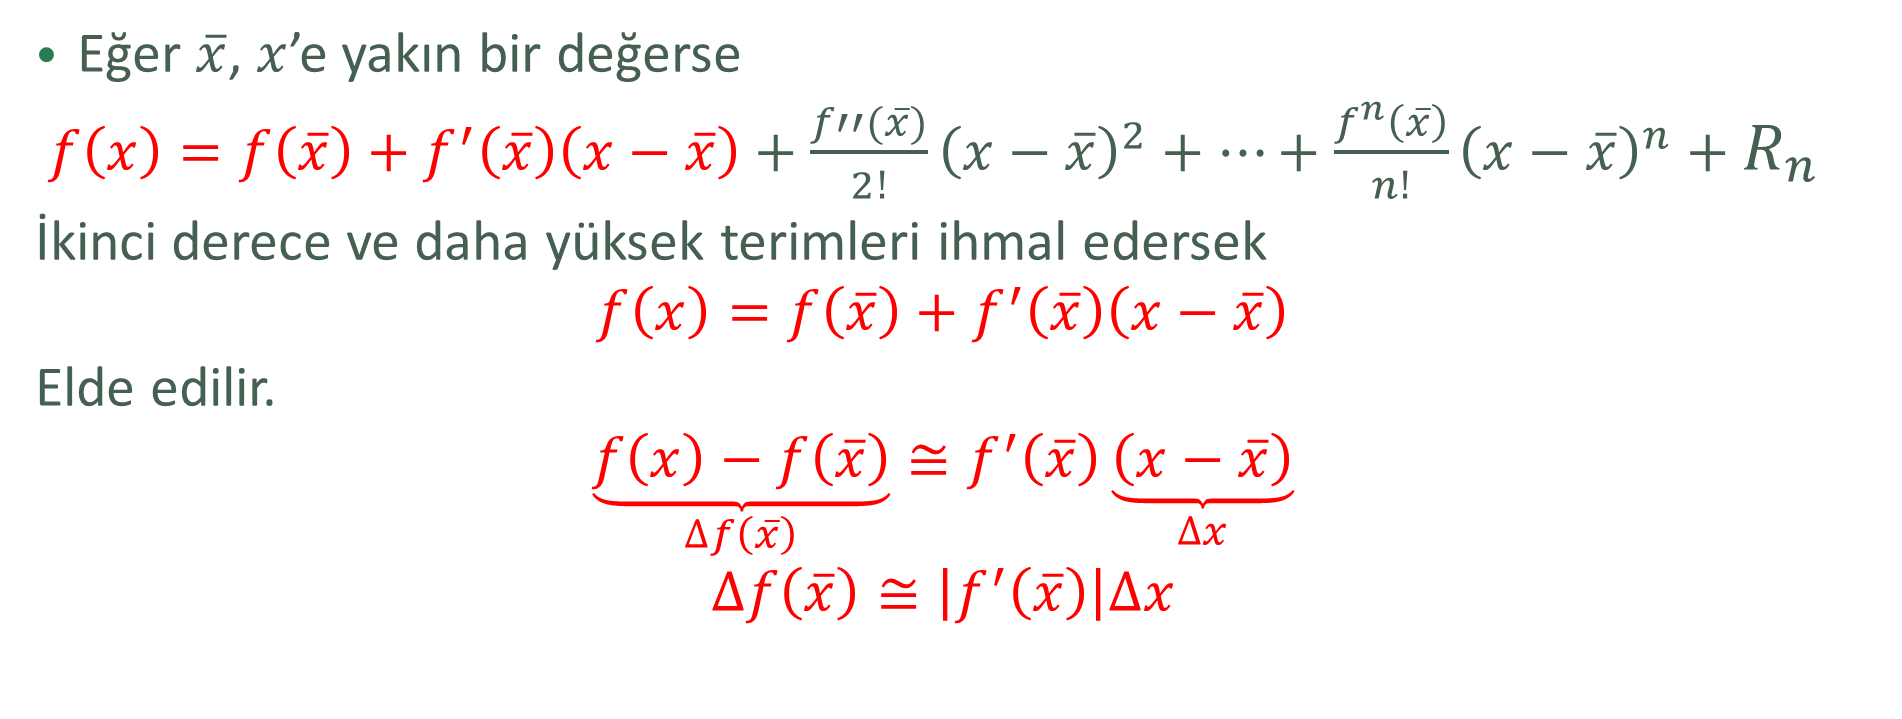 • Eğer x̄, x’e yakın bir değerse
f(x) = f(x̄) + f′(x̄)(x − x̄) + f′′(x̄)/2! (x − x̄)² + ⋯ + fⁿ(x̄)/n! (x − x̄)ⁿ + Rₙ
İkinci derece ve daha yüksek terimleri ihmal edersek
f(x) = f(x̄) + f′(x̄)(x − x̄)
Elde edilir.
f(x) − f(x̄) ≅ f′(x̄) (x − x̄)
Δf(x̄) Δx
Δf(x̄) ≅ |f′(x̄)|Δx